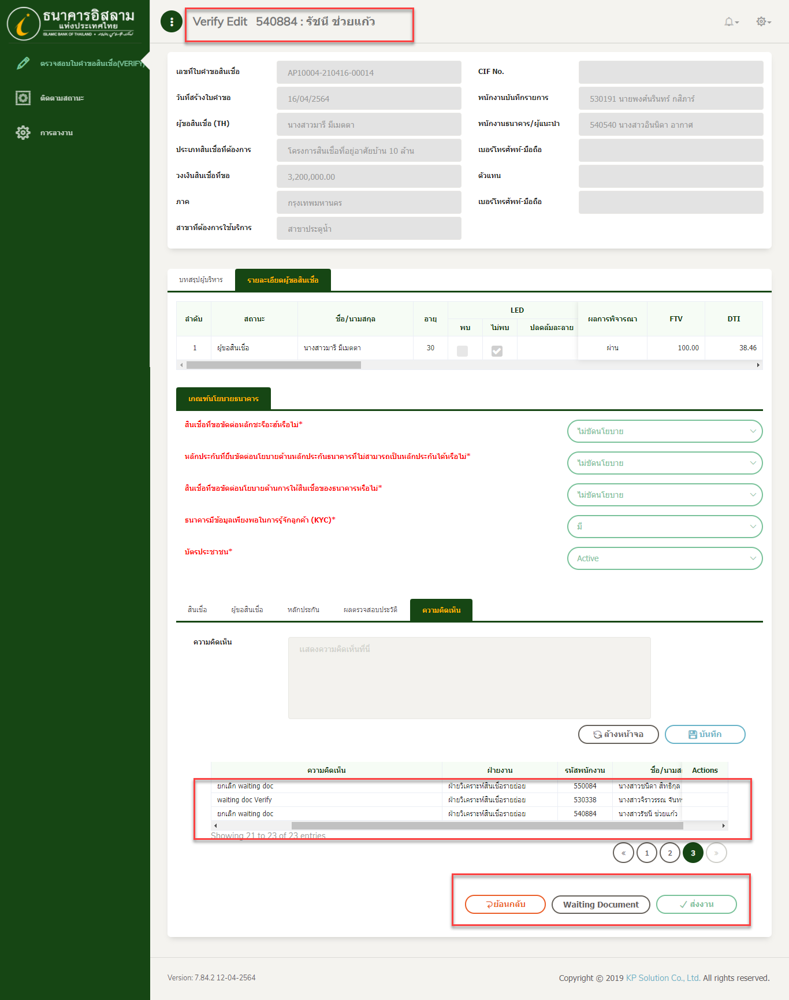 ธนาคารอิสลาม
แห่งประเทศไทย
ISLAMIC BANK OF THAILAND
ตรวจสอบใบคำขอสินเชื่อ(VERIFY)
ติดตามสถานะ
การลางาน
Verify Edit 540884 : รัชนี ช่วยแก้ว
เลขที่ใบคำขอสินเชื่อ AP10004-210416-00014 CIF No.
วันที่สร้างใบคำขอ 16/04/2564 พนักงานบันทึกรายการ 530191 นายพงศ์นรินทร์ กสิภาร์
ผู้ขอสินเชื่อ (TH) นางสาวมารี มีเมตตา พนักงานธนาคาร/ผู้แนะนำ 540540 นางสาวอินนิดา อากาศ
ประเภทสินเชื่อที่ต้องการ โครงการสินเชื่อที่อยู่อาศัยบ้าน 10 ล้าน เบอร์โทรศัพท์-มือถือ
วงเงินสินเชื่อที่ขอ 3,200,000.00 ตัวแทน
ภาค กรุงเทพมหานคร เบอร์โทรศัพท์-มือถือ
สาขาที่ต้องการใช้บริการ สาขาประตูน้ำ
บทสรุปผู้บริหาร รายละเอียดผู้ขอสินเชื่อ
ลำดับ สถานะ ชื่อ/นามสกุล อายุ LED ผลการพิจารณา FTV DTI
พบ ไม่พบ ปลดล้มละลาย
1 ผู้ขอสินเชื่อ นางสาวมารี มีเมตตา 30 ผ่าน 100.00 38.46
เกณฑ์นโยบายธนาคาร
สินเชื่อที่ขอขัดต่อหลักชะรีอะฮ์หรือไม่* ไม่ขัดนโยบาย
หลักประกันที่ยื่นขัดต่อนโยบายด้านหลักประกันธนาคารที่ไม่สามารถเป็นหลักประกันได้หรือไม่* ไม่ขัดนโยบาย
สินเชื่อที่ขอขัดต่อนโยบายด้านการให้สินเชื่อของธนาคารหรือไม่* ไม่ขัดนโยบาย
ธนาคารมีข้อมูลเพียงพอในการรู้จักลูกค้า (KYC)* มี
บัตรประชาชน* Active
สินเชื่อ ผู้ขอสินเชื่อ หลักประกัน ผลตรวจสอบประวัติ ความคิดเห็น
ความคิดเห็น แสดงความคิดเห็นที่นี่
ล้างหน้าจอ บันทึก
ความคิดเห็น ฝ่ายงาน รหัสพนักงาน ชื่อ/นามส Actions
ยกเลิก waiting doc ฝ่ายวิเคราะห์สินเชื่อรายย่อย 550084 นางสาวชนิดา สิทธิกุล
waiting doc Verify ฝ่ายวิเคราะห์สินเชื่อรายย่อย 530338 นางสาวจิราวรรณ จันท
ยกเลิก waiting doc ฝ่ายวิเคราะห์สินเชื่อรายย่อย 540884 นางสาวรัชนี ช่วยแก้ว
Showing 21 to 23 of 23 entries
« 1 2 3 »
ย้อนกลับ Waiting Document ส่งงาน
Version: 7.84.2 12-04-2564 Copyright © 2019 KP Solution Co., Ltd. All rights reserved.